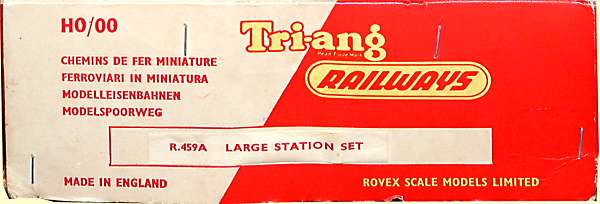 HO/OO
CHEMINS DE FER MINIATURE
FERROVIARI IN MINIATURA
MODELLEISENBAHNEN
MODELSPOORWEG
Tri-ang
RAILWAYS
R.459A LARGE STATION SET
MADE IN ENGLAND
ROVEX SCALE MODELS LIMITED